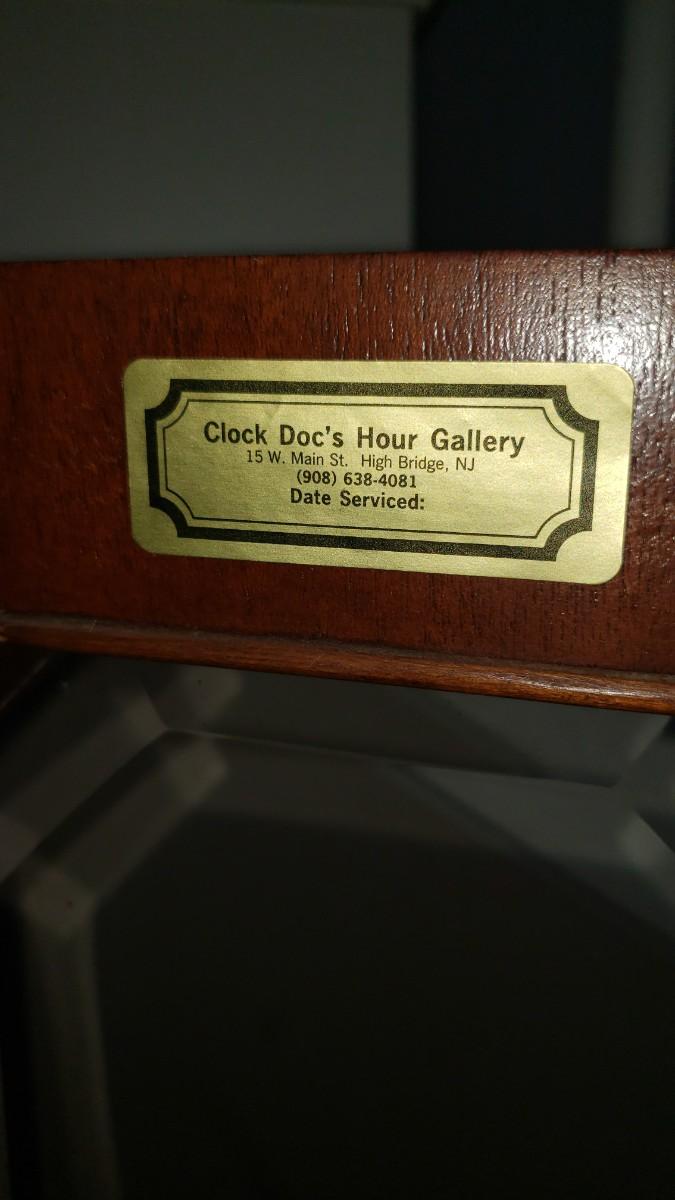 Clock Doc's Hour Gallery
15 W. Main St. High Bridge, NJ
(908) 638-4081
Date Serviced: